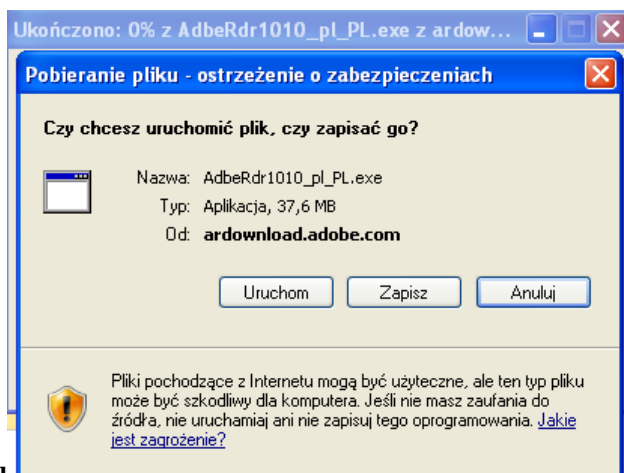 Ukończono: 0% z AdbeRdr1010_pl_PL.exe z ardow...
Pobieranie pliku - ostrzeżenie o zabezpieczeniach
Czy chcesz uruchomić plik, czy zapisać go?
Nazwa: AdbeRdr1010_pl_PL.exe
Typ: Aplikacja, 37,6 MB
Od: ardownload.adobe.com
Uruchom Zapisz Anuluj
Pliki pochodzące z Internetu mogą być użyteczne, ale ten typ pliku
może być szkodliwy dla komputera. Jeśli nie masz zaufania do
źródła, nie uruchamiaj ani nie zapisuj tego oprogramowania. Jakie
jest zagrożenie?